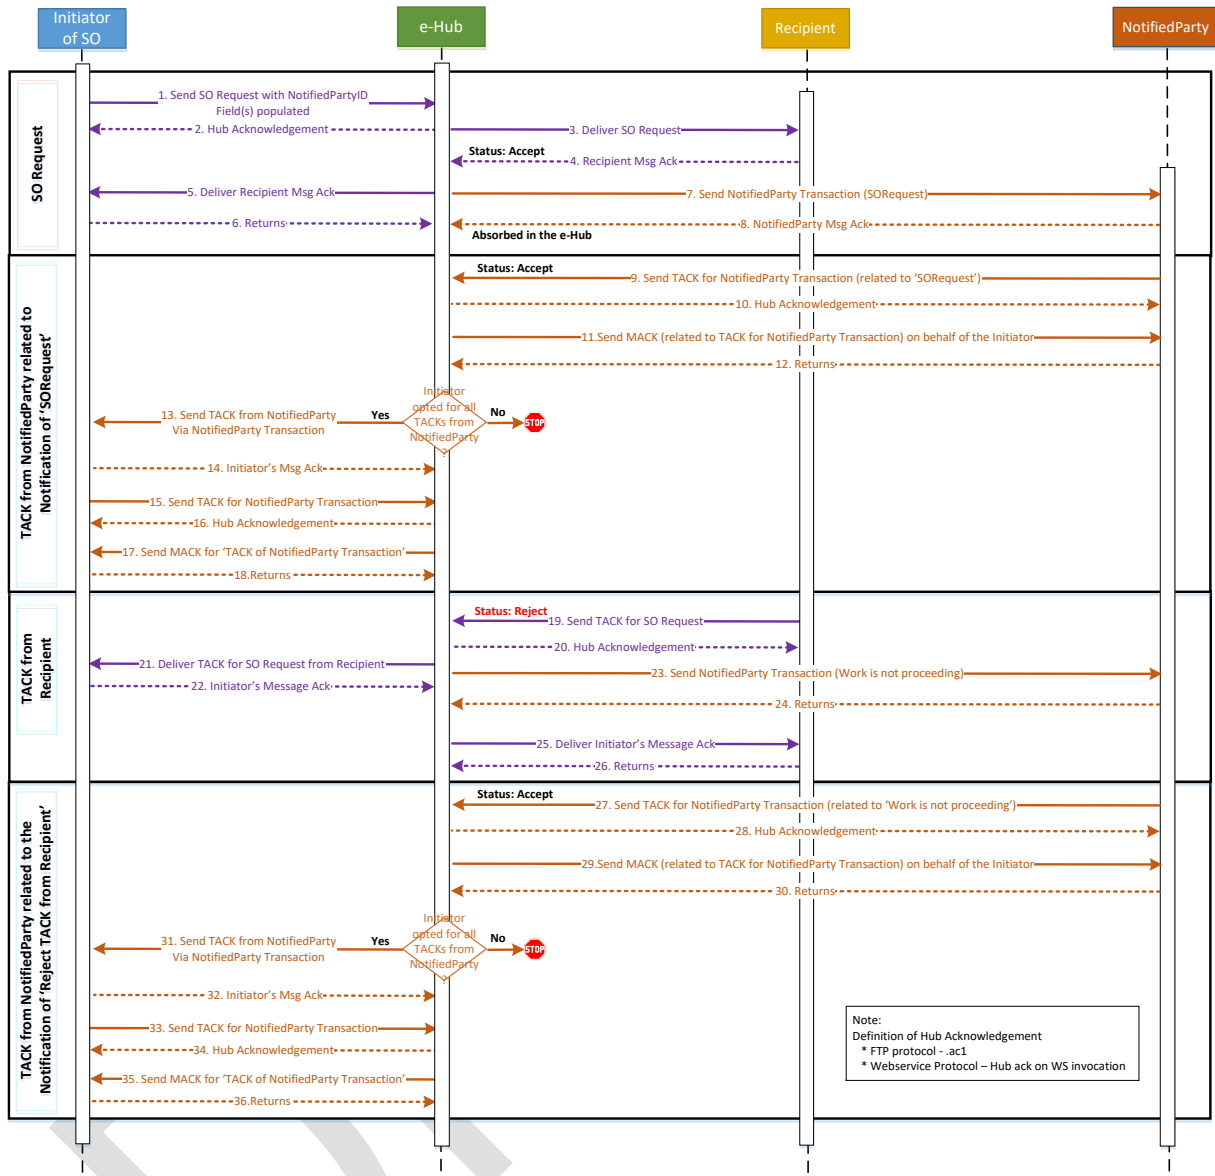 Initiator
of SO
e-Hub
Recipient
NotifiedParty
SO Request
1. Send SO Request with NotifiedPartyID
Field(s) populated
2. Hub Acknowledgement
3. Deliver SO Request
Status: Accept
4. Recipient Msg Ack
5. Deliver Recipient Msg Ack
7. Send NotifiedParty Transaction (SORequest)
6. Returns
8. NotifiedParty Msg Ack
Absorbed in the e-Hub
TACK from NotifiedParty related to
Notification of ‘SORequest’
Status: Accept
9. Send TACK for NotifiedParty Transaction (related to ‘SORequest’)
10. Hub Acknowledgement
11.Send MACK (related to TACK for NotifiedParty Transaction) on behalf of the Initiator
12. Returns
Initiator
opted for all
TACKs from
NotifiedParty
?
Yes
No
STOP
13. Send TACK from NotifiedParty
Via NotifiedParty Transaction
14. Initiator’s Msg Ack
15. Send TACK for NotifiedParty Transaction
16. Hub Acknowledgement
17. Send MACK for ‘TACK of NotifiedParty Transaction’
18.Returns
TACK from
Recipient
Status: Reject
19. Send TACK for SO Request
20. Hub Acknowledgement
21. Deliver TACK for SO Request from Recipient
23. Send NotifiedParty Transaction (Work is not proceeding)
22. Initiator’s Message Ack
24. Returns
25. Deliver Initiator’s Message Ack
26. Returns
TACK from NotifiedParty related to the
Notification of ‘Reject TACK from Recipient’
Status: Accept
27. Send TACK for NotifiedParty Transaction (related to ‘Work is not proceeding’)
28. Hub Acknowledgement
29.Send MACK (related to TACK for NotifiedParty Transaction) on behalf of the Initiator
30. Returns
Initiator
opted for all
TACKs from
NotifiedParty
?
Yes
No
STOP
31. Send TACK from NotifiedParty
Via NotifiedParty Transaction
32. Initiator’s Msg Ack
33. Send TACK for NotifiedParty Transaction
34. Hub Acknowledgement
35. Send MACK for ‘TACK of NotifiedParty Transaction’
36.Returns
Note:
Definition of Hub Acknowledgement
* FTP protocol - .ac1
* Webservice Protocol – Hub ack on WS invocation